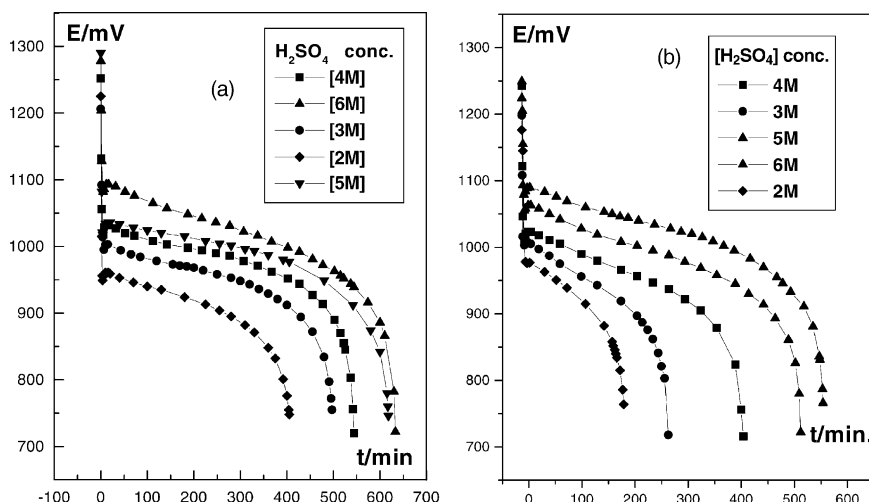 E/mV
1300
1200
1100
1000
900
800
700
-100 0 100 200 300 400 500 600 700
t/min
(a)
H₂SO₄ conc.
[4M]
[6M]
[3M]
[2M]
[5M]
E/mV
1300
1200
1100
1000
900
800
700
0 100 200 300 400 500 600
t/min.
(b)
[H₂SO₄] conc.
4M
3M
5M
6M
2M